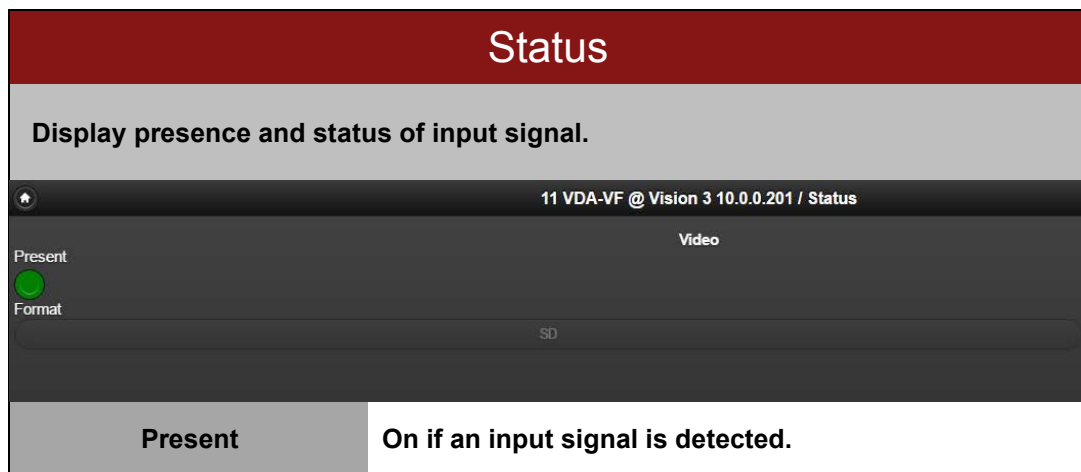 Status
Display presence and status of input signal.
11 VDA-VF @ Vision 3 10.0.0.201 / Status
Video
Present
Format
SD
Present
On if an input signal is detected.